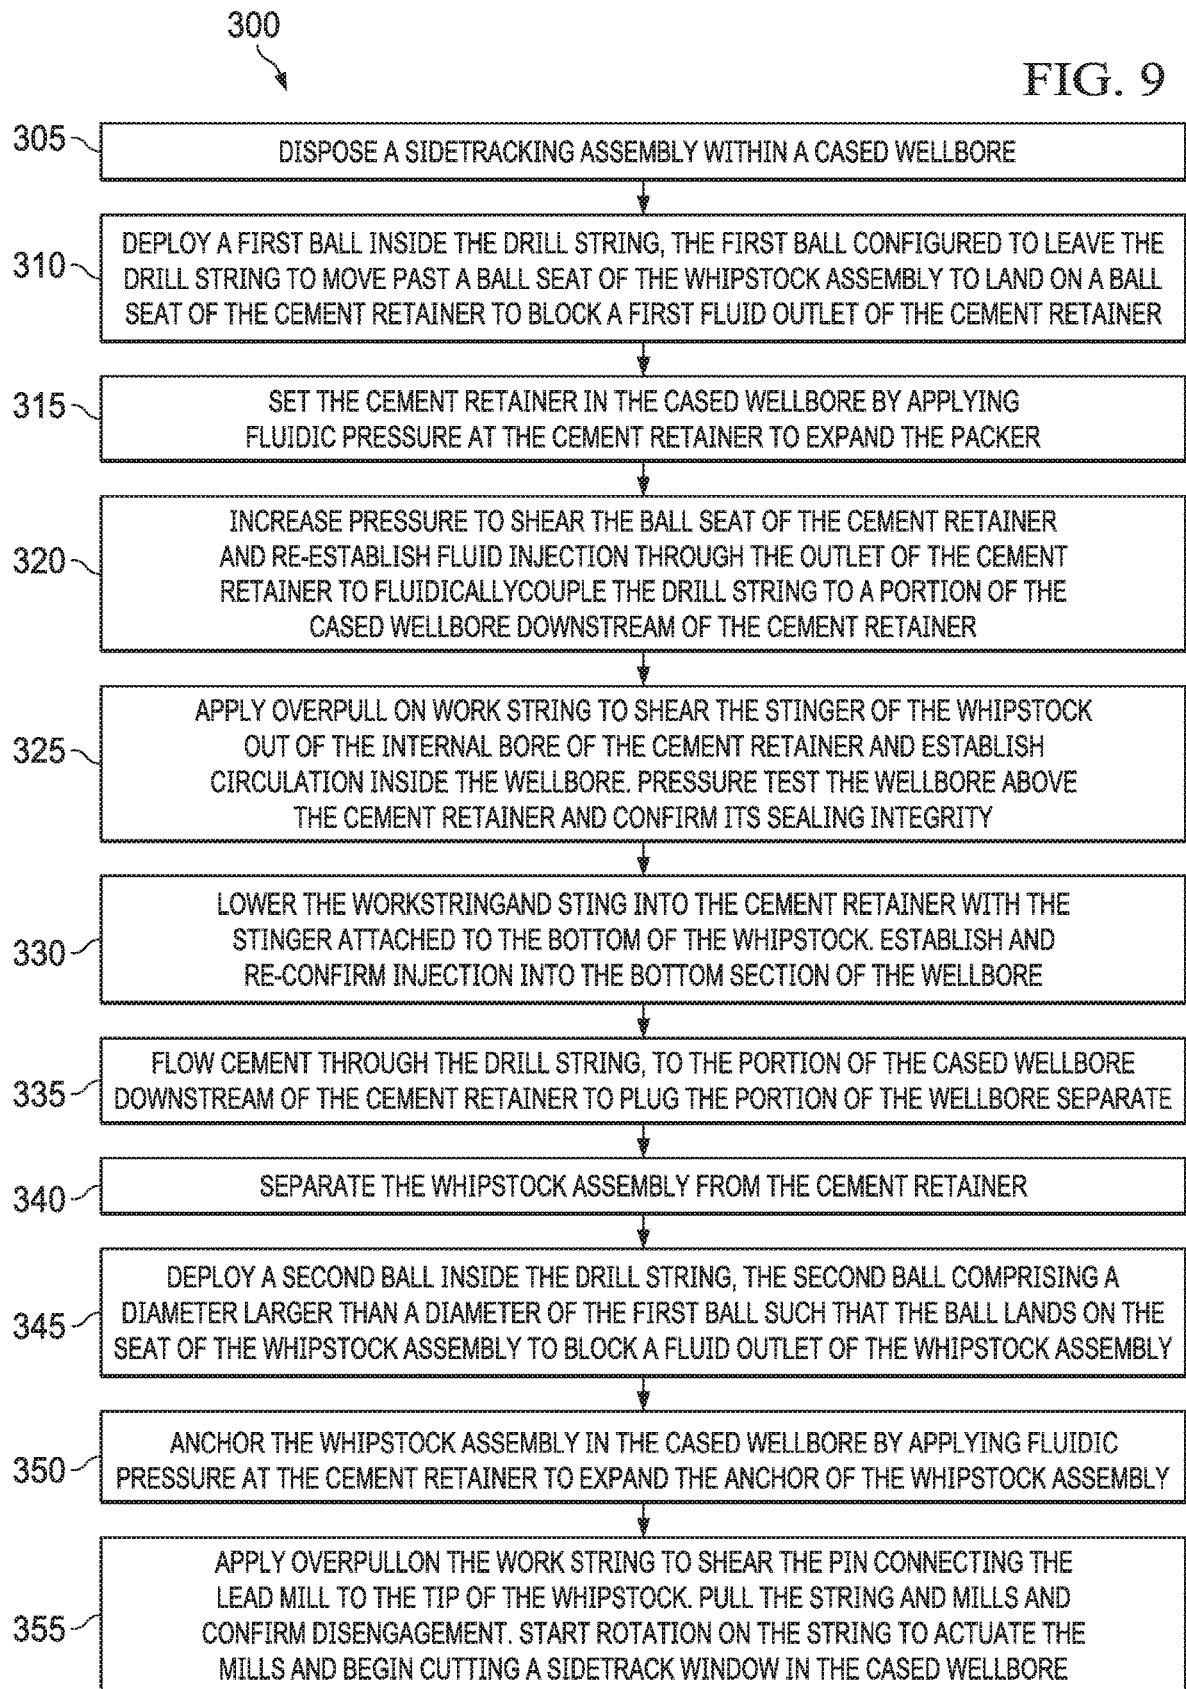 300
FIG. 9
305
DISPOSE A SIDETRACKING ASSEMBLY WITHIN A CASED WELLBORE
310
DEPLOY A FIRST BALL INSIDE THE DRILL STRING, THE FIRST BALL CONFIGURED TO LEAVE THE
DRILL STRING TO MOVE PAST A BALL SEAT OF THE WHIPSTOCK ASSEMBLY TO LAND ON A BALL
SEAT OF THE CEMENT RETAINER TO BLOCK A FIRST FLUID OUTLET OF THE CEMENT RETAINER
315
SET THE CEMENT RETAINER IN THE CASED WELLBORE BY APPLYING
FLUIDIC PRESSURE AT THE CEMENT RETAINER TO EXPAND THE PACKER
320
INCREASE PRESSURE TO SHEAR THE BALL SEAT OF THE CEMENT RETAINER
AND RE-ESTABLISH FLUID INJECTION THROUGH THE OUTLET OF THE CEMENT
RETAINER TO FLUIDICALLYCOUPLE THE DRILL STRING TO A PORTION OF THE
CASED WELLBORE DOWNSTREAM OF THE CEMENT RETAINER
325
APPLY OVERPULL ON WORK STRING TO SHEAR THE STINGER OF THE WHIPSTOCK
OUT OF THE INTERNAL BORE OF THE CEMENT RETAINER AND ESTABLISH
CIRCULATION INSIDE THE WELLBORE. PRESSURE TEST THE WELLBORE ABOVE
THE CEMENT RETAINER AND CONFIRM ITS SEALING INTEGRITY
330
LOWER THE WORKSTRINGAND STING INTO THE CEMENT RETAINER WITH THE
STINGER ATTACHED TO THE BOTTOM OF THE WHIPSTOCK. ESTABLISH AND
RE-CONFIRM INJECTION INTO THE BOTTOM SECTION OF THE WELLBORE
335
FLOW CEMENT THROUGH THE DRILL STRING, TO THE PORTION OF THE CASED WELLBORE
DOWNSTREAM OF THE CEMENT RETAINER TO PLUG THE PORTION OF THE WELLBORE SEPARATE
340
SEPARATE THE WHIPSTOCK ASSEMBLY FROM THE CEMENT RETAINER
345
DEPLOY A SECOND BALL INSIDE THE DRILL STRING, THE SECOND BALL COMPRISING A
DIAMETER LARGER THAN A DIAMETER OF THE FIRST BALL SUCH THAT THE BALL LANDS ON THE
SEAT OF THE WHIPSTOCK ASSEMBLY TO BLOCK A FLUID OUTLET OF THE WHIPSTOCK ASSEMBLY
350
ANCHOR THE WHIPSTOCK ASSEMBLY IN THE CASED WELLBORE BY APPLYING FLUIDIC
PRESSURE AT THE CEMENT RETAINER TO EXPAND THE ANCHOR OF THE WHIPSTOCK ASSEMBLY
355
APPLY OVERPULLON THE WORK STRING TO SHEAR THE PIN CONNECTING THE
LEAD MILL TO THE TIP OF THE WHIPSTOCK. PULL THE STRING AND MILLS AND
CONFIRM DISENGAGEMENT. START ROTATION ON THE STRING TO ACTUATE THE
MILLS AND BEGIN CUTTING A SIDETRACK WINDOW IN THE CASED WELLBORE